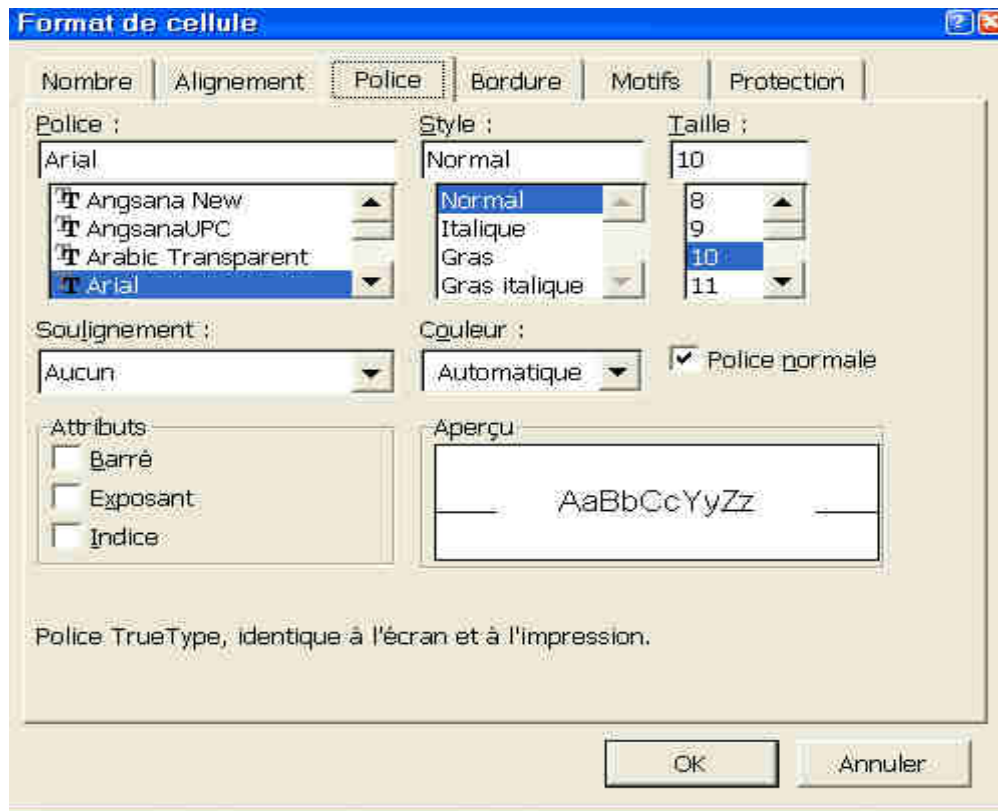 Format de cellule
Nombre Alignement Police Bordure Motifs Protection
Police : Style : Taille :
Arial Normal 10
Angsana New Normal 8
AngsanaUPC Italique 9
Arabic Transparent Gras 10
Arial Gras italique 11
Soulignement : Couleur :
Aucun Automatique Police normale
Attributs Aperçu
Barré
Exposant AaBbCcYyZz
Indice
Police TrueType, identique à l'écran et à l'impression.
OK Annuler